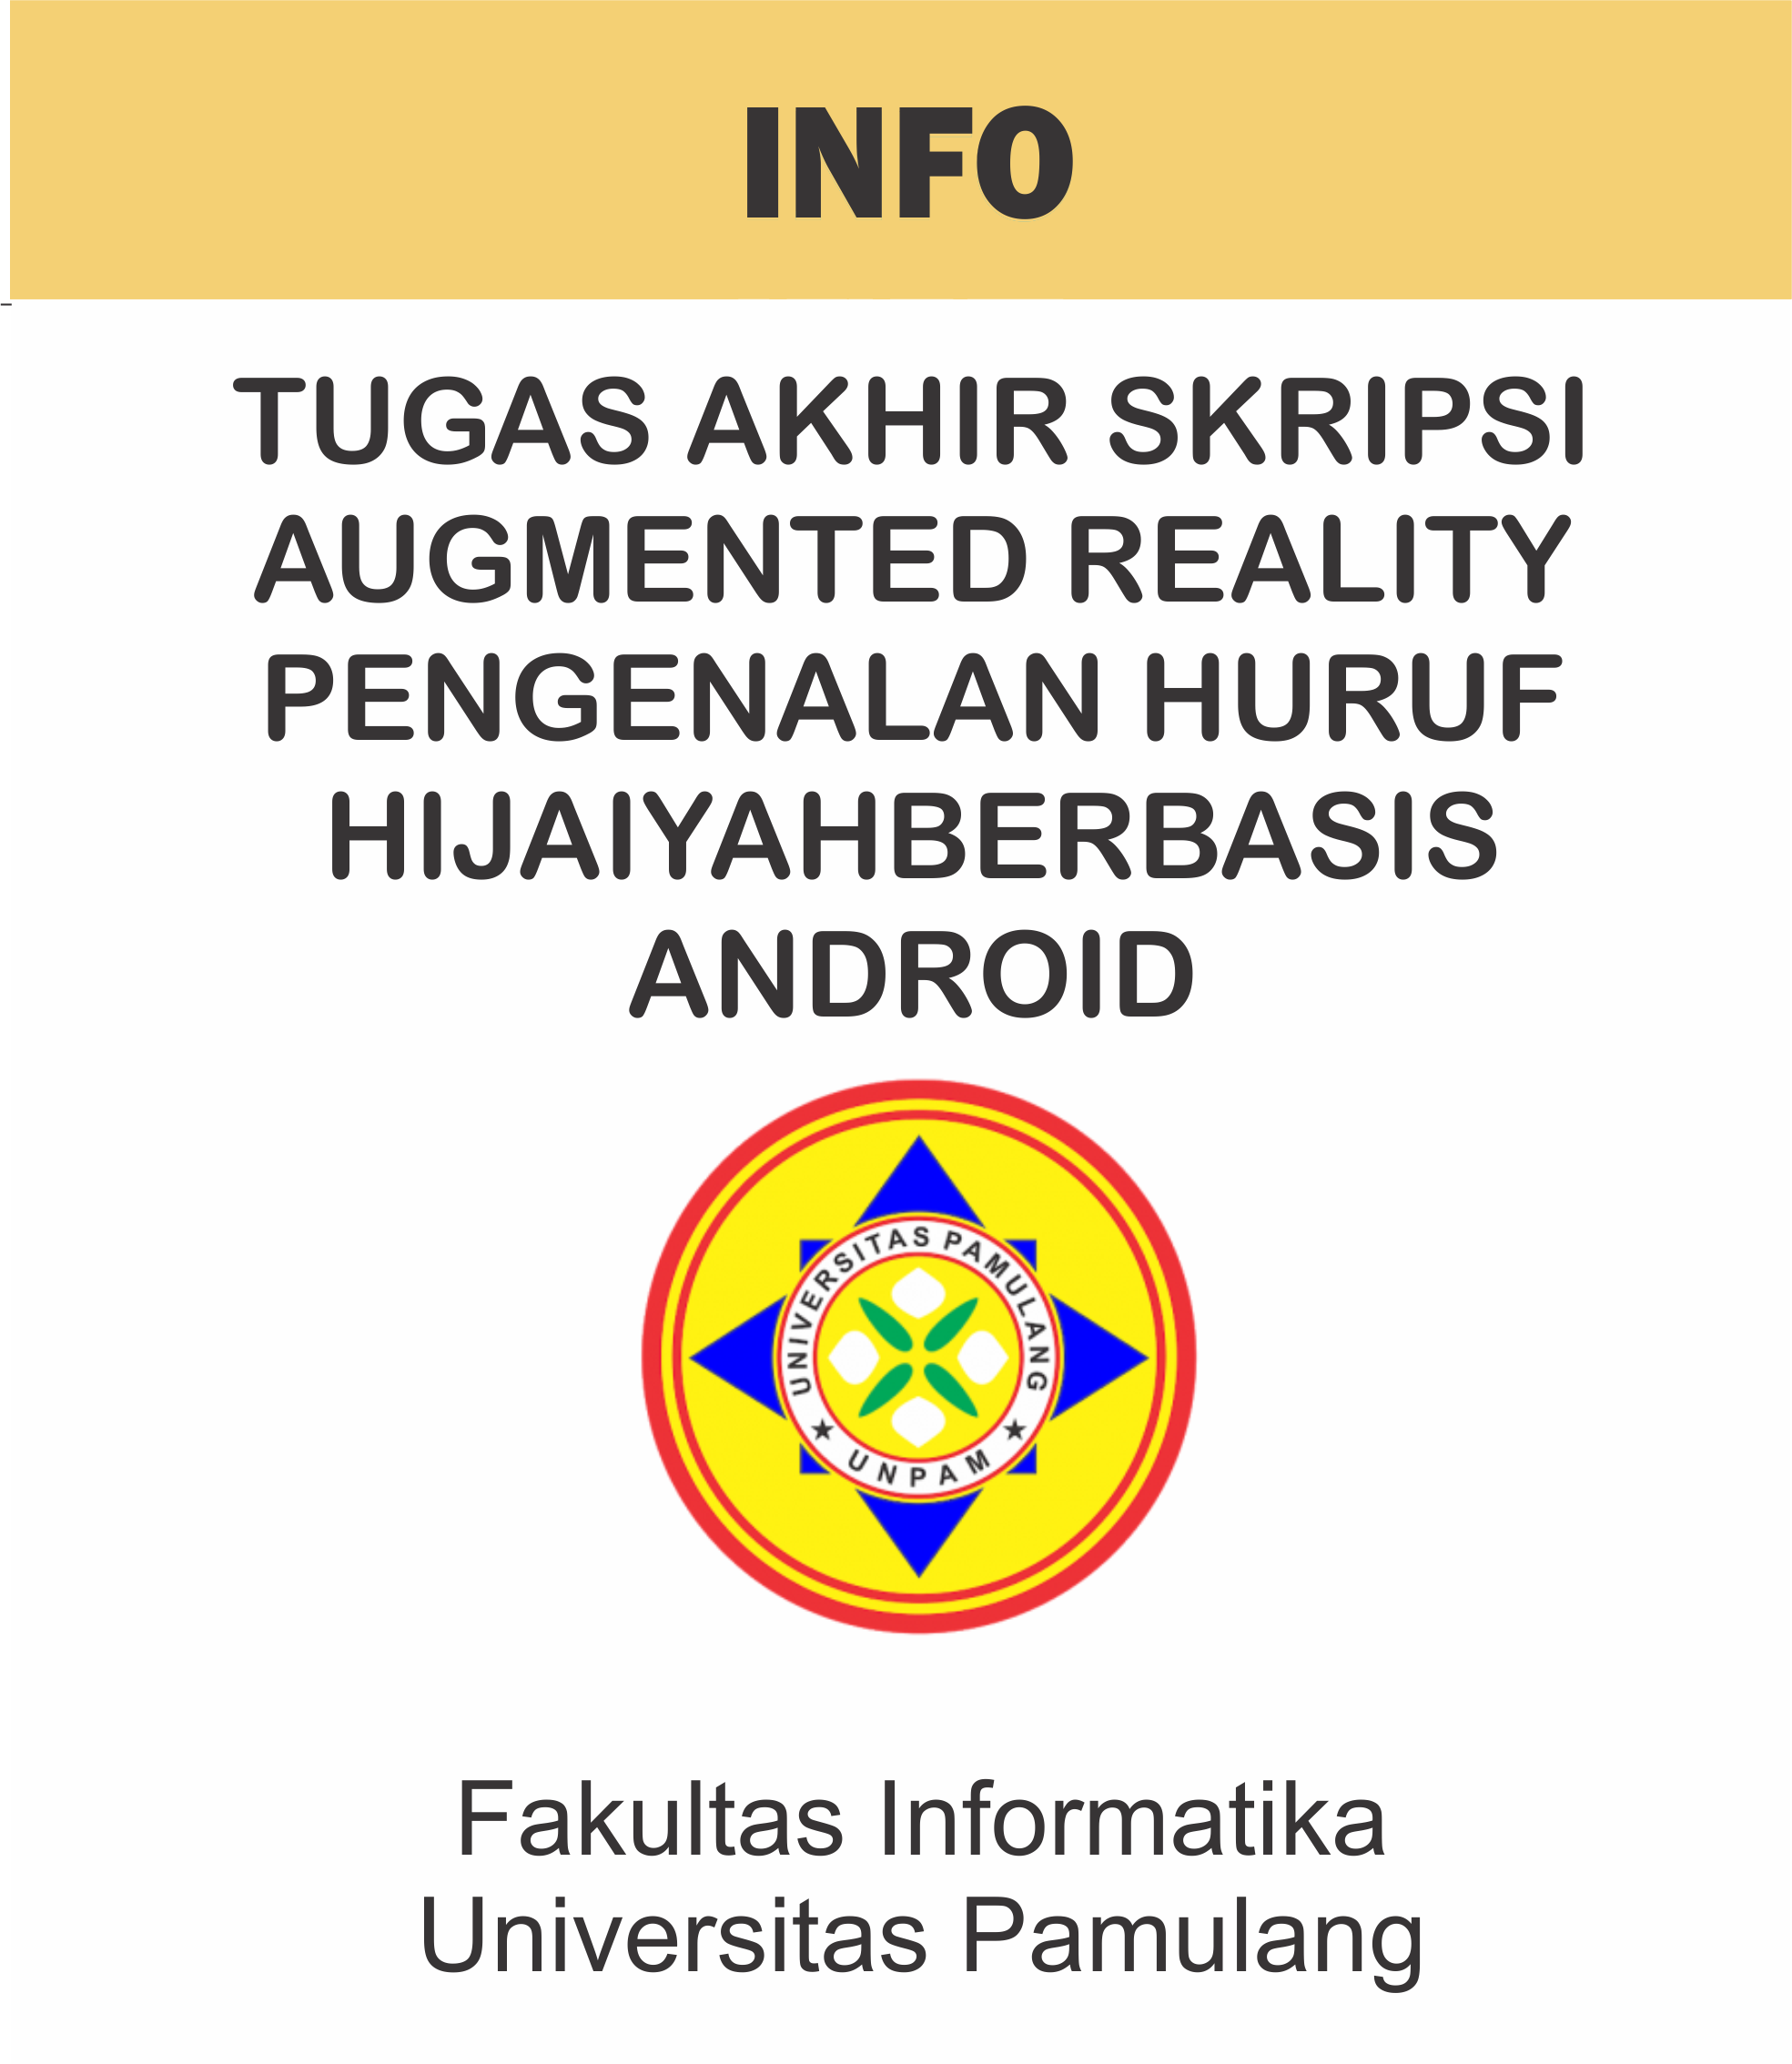 INFO
TUGAS AKHIR SKRIPSI
AUGMENTED REALITY
PENGENALAN HURUF
HIJAIYAHBERBASIS
ANDROID
UNIVERSITAS PAMULANG
★ UNPAM ★
Fakultas Informatika
Universitas Pamulang